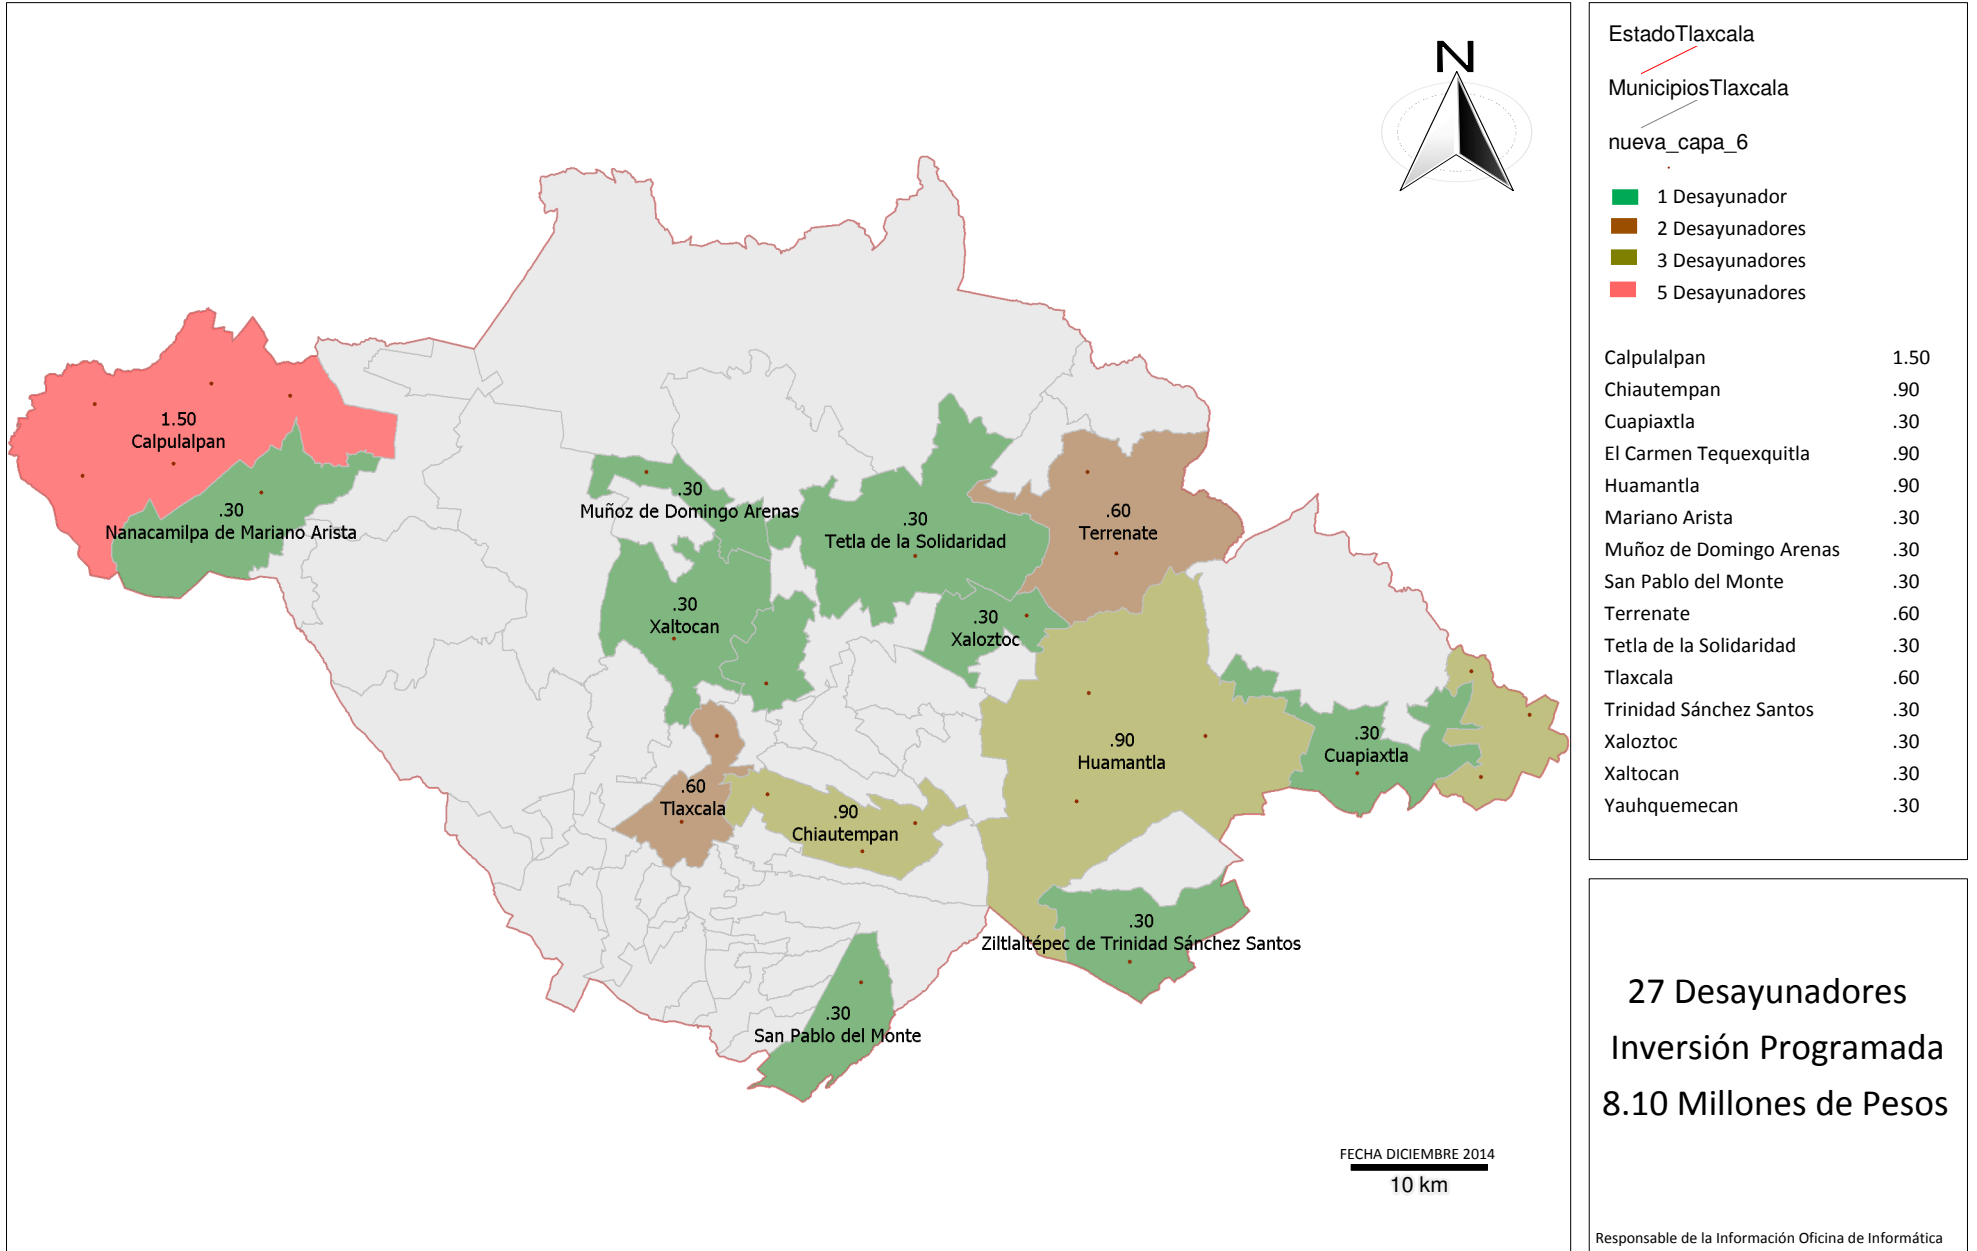 N
1.50
Calpulalpan
.30
Nanacamilpa de Mariano Arista
.30
Muñoz de Domingo Arenas
.30
Tetla de la Solidaridad
.60
Terrenate
.30
Xaltocan
.30
Xaloztoc
.90
Huamantla
.30
Cuapiaxtla
.60
Tlaxcala
.90
Chiautempan
.30
Ziltlaltépec de Trinidad Sánchez Santos
.30
San Pablo del Monte
FECHA DICIEMBRE 2014
10 km
EstadoTlaxcala
MunicipiosTlaxcala
nueva_capa_6
1 Desayunador
2 Desayunadores
3 Desayunadores
5 Desayunadores
Calpulalpan 1.50
Chiautempan .90
Cuapiaxtla .30
El Carmen Tequexquitla .90
Huamantla .90
Mariano Arista .30
Muñoz de Domingo Arenas .30
San Pablo del Monte .30
Terrenate .60
Tetla de la Solidaridad .30
Tlaxcala .60
Trinidad Sánchez Santos .30
Xaloztoc .30
Xaltocan .30
Yauhquemecan .30
27 Desayunadores
Inversión Programada
8.10 Millones de Pesos
Responsable de la Información Oficina de Informática